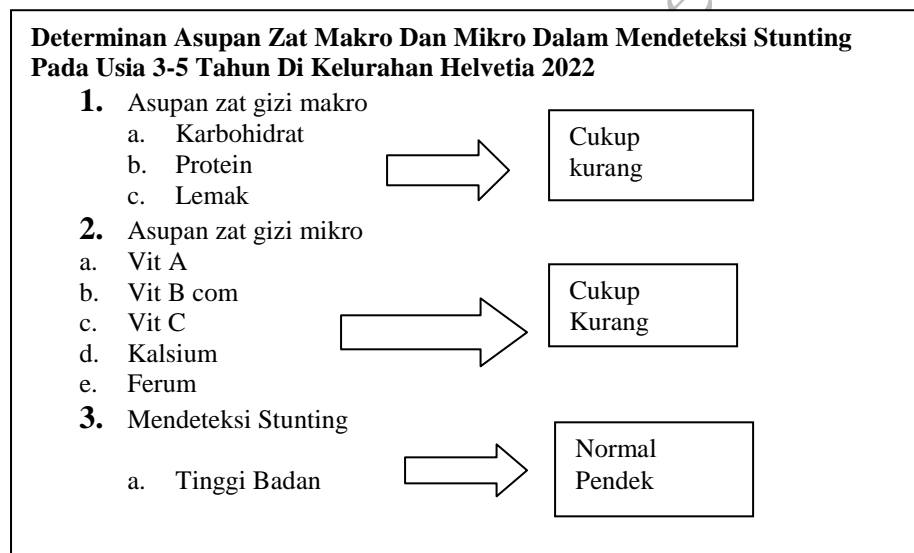 Determinan Asupan Zat Makro Dan Mikro Dalam Mendeteksi Stunting
Pada Usia 3-5 Tahun Di Kelurahan Helvetia 2022
1. Asupan zat gizi makro
a. Karbohidrat
b. Protein
c. Lemak
Cukup
kurang
2. Asupan zat gizi mikro
a. Vit A
b. Vit B com
c. Vit C
d. Kalsium
e. Ferum
Cukup
Kurang
3. Mendeteksi Stunting
a. Tinggi Badan
Normal
Pendek